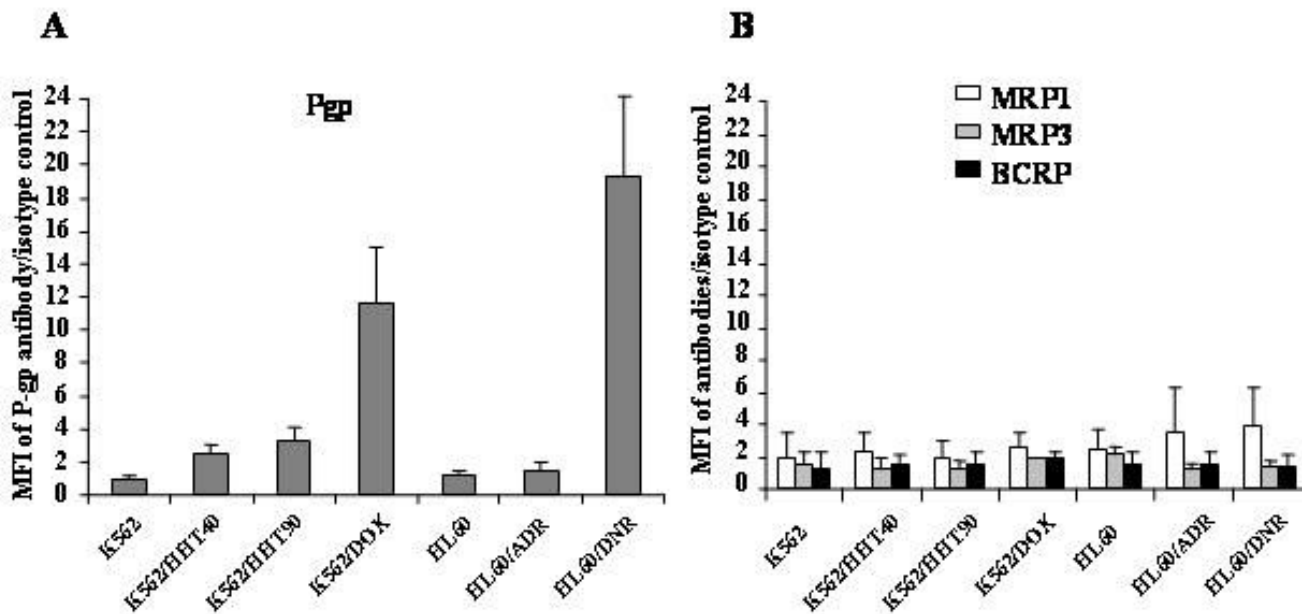 A
MFI of P-gp antibody/isotype control
24
22
20
18
16
14
12
10
8
6
4
2
0
Pgp
K562
K562/HHT40
K562/HHT90
K562/DOX
HL60
HL60/ADR
HL60/DNR
B
MFI of antibodies/isotype control
24
22
20
18
16
14
12
10
8
6
4
2
0
MRP1
MRP3
BCRP
K562
K562/HHT40
K562/HHT90
K562/DOX
HL60
HL60/ADR
HL60/DNR